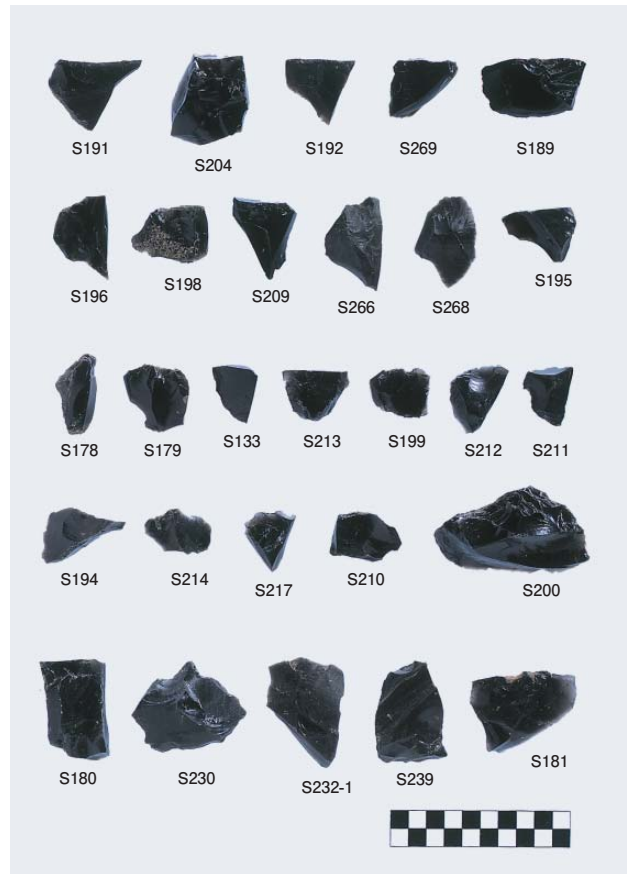 S191 S204 S192 S269 S189
S196 S198 S209 S266 S268 S195
S178 S179 S133 S213 S199 S212 S211
S194 S214 S217 S210 S200
S180 S230 S232-1 S239 S181